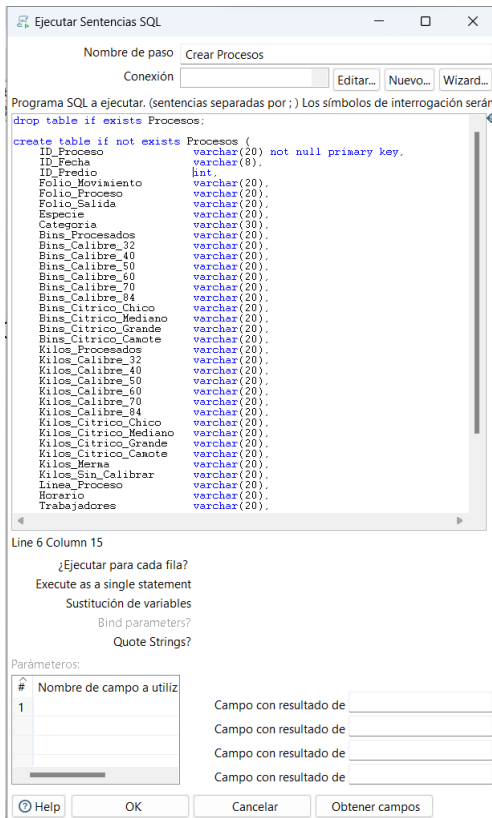 Ejecutar Sentencias SQL
Nombre de paso Crear Procesos
Conexión Editar... Nuevo... Wizard...
Programa SQL a ejecutar. (sentencias separadas por ; ) Los símbolos de interrogación serán
drop table if exists Procesos;
create table if not exists Procesos (
ID_Proceso varchar(20) not null primary key,
ID_Fecha varchar(8),
ID_Predio int,
Folio_Movimiento varchar(20),
Folio_Proceso varchar(20),
Folio_Salida varchar(20),
Especie varchar(20),
Categoria varchar(30),
Bins_Procesados varchar(20),
Bins_Calibre_32 varchar(20),
Bins_Calibre_40 varchar(20),
Bins_Calibre_50 varchar(20),
Bins_Calibre_60 varchar(20),
Bins_Calibre_70 varchar(20),
Bins_Calibre_84 varchar(20),
Bins_Citrico_Chico varchar(20),
Bins_Citrico_Mediano varchar(20),
Bins_Citrico_Grande varchar(20),
Bins_Citrico_Camote varchar(20),
Kilos_Procesados varchar(20),
Kilos_Calibre_32 varchar(20),
Kilos_Calibre_40 varchar(20),
Kilos_Calibre_50 varchar(20),
Kilos_Calibre_60 varchar(20),
Kilos_Calibre_70 varchar(20),
Kilos_Calibre_84 varchar(20),
Kilos_Citrico_Chico varchar(20),
Kilos_Citrico_Mediano varchar(20),
Kilos_Citrico_Grande varchar(20),
Kilos_Citrico_Camote varchar(20),
Kilos_Merma varchar(20),
Kilos_Sin_Calibrar varchar(20),
Linea_Proceso varchar(20),
Horario varchar(20),
Trabajadores varchar(20),
Line 6 Column 15
¿Ejecutar para cada fila?
Execute as a single statement
Sustitución de variables
Bind parameters?
Quote Strings?
Parámeteros:
# Nombre de campo a utiliz
1
Campo con resultado de
Campo con resultado de
Campo con resultado de
Campo con resultado de
Help OK Cancelar Obtener campos